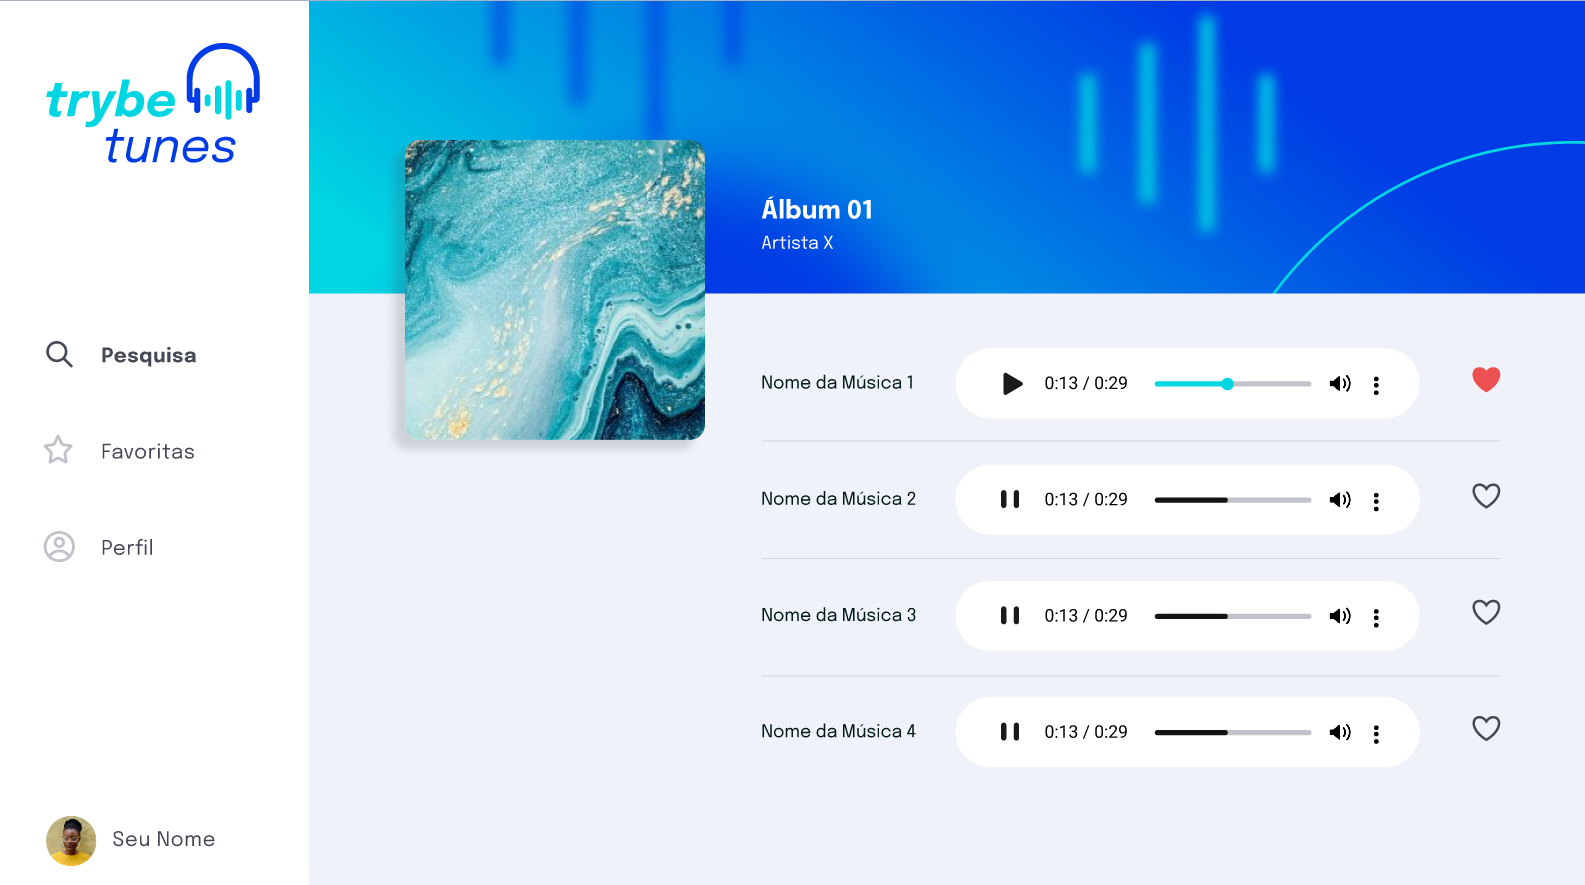 trybe
tunes
Pesquisa
Favoritas
Perfil
Seu Nome
Álbum 01
Artista X
Nome da Música 1 0:13 / 0:29
Nome da Música 2 0:13 / 0:29
Nome da Música 3 0:13 / 0:29
Nome da Música 4 0:13 / 0:29